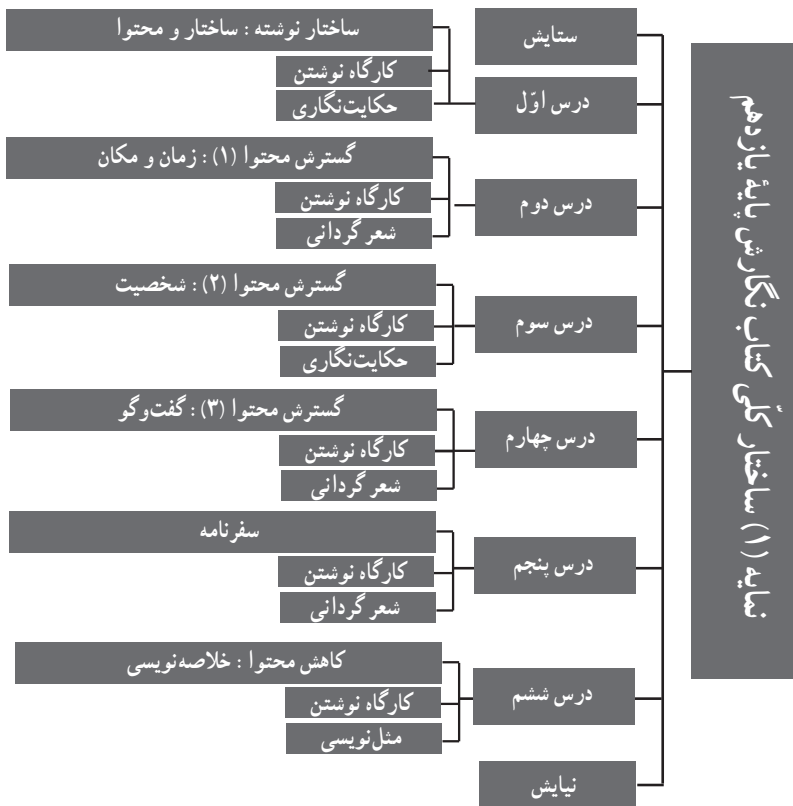 نمایه (۱) ساختار کلّی کتاب نگارش پایهٔ یازدهم
ستایش
درس اوّل
ساختار نوشته : ساختار و محتوا
کارگاه نوشتن
حکایت‌نگاری
درس دوم
گسترش محتوا (۱) : زمان و مکان
کارگاه نوشتن
شعر گردانی
درس سوم
گسترش محتوا (۲) : شخصیت
کارگاه نوشتن
حکایت‌نگاری
درس چهارم
گسترش محتوا (۳) : گفت‌وگو
کارگاه نوشتن
شعر گردانی
درس پنجم
سفرنامه
کارگاه نوشتن
شعر گردانی
درس ششم
کاهش محتوا : خلاصه‌نویسی
کارگاه نوشتن
مثل‌نویسی
نیایش